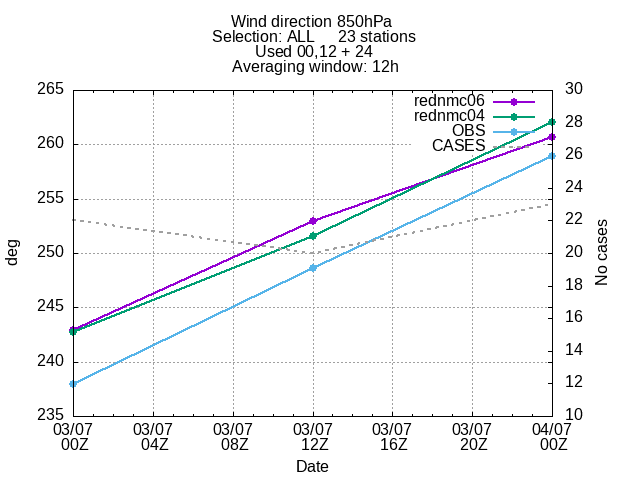 Wind direction 850hPa
Selection: ALL 23 stations
Used 00,12 + 24
Averaging window: 12h
265
260
255
250
245
240
235
deg
30
28
26
24
22
20
18
16
14
12
10
No cases
rednmc06
rednmc04
OBS
CASES
03/07 03/07 03/07 03/07 03/07 03/07 04/07
00Z 04Z 08Z 12Z 16Z 20Z 00Z
Date